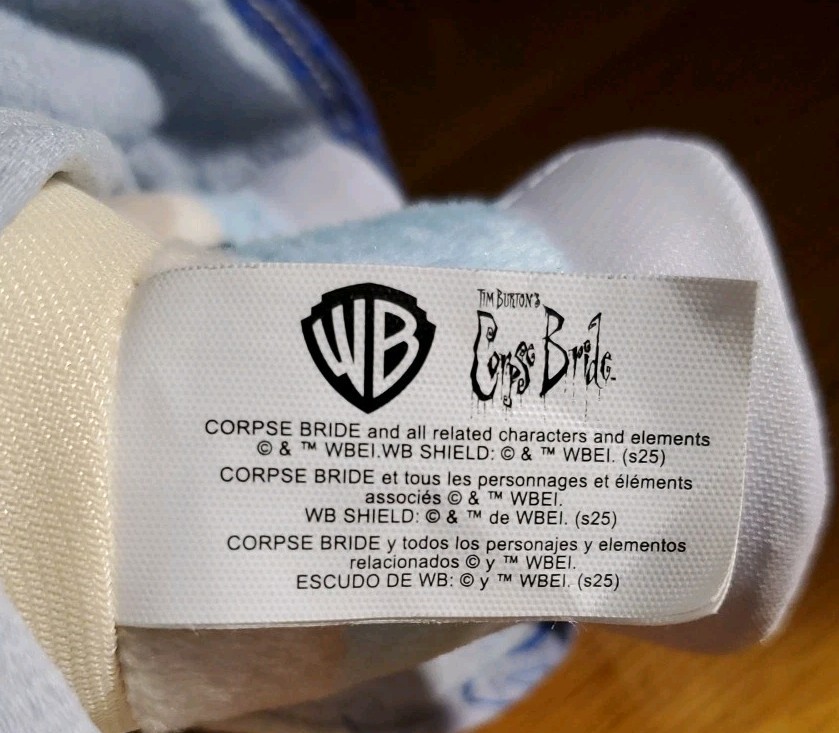 WB
TIM BURTON'S
Corpse Bride™
CORPSE BRIDE and all related characters and elements
© & ™ WBEI.WB SHIELD: © & ™ WBEI. (s25)
CORPSE BRIDE et tous les personnages et éléments
associés © & ™ WBEI.
WB SHIELD: © & ™ de WBEI. (s25)
CORPSE BRIDE y todos los personajes y elementos
relacionados © y ™ WBEI.
ESCUDO DE WB: © y ™ WBEI. (s25)